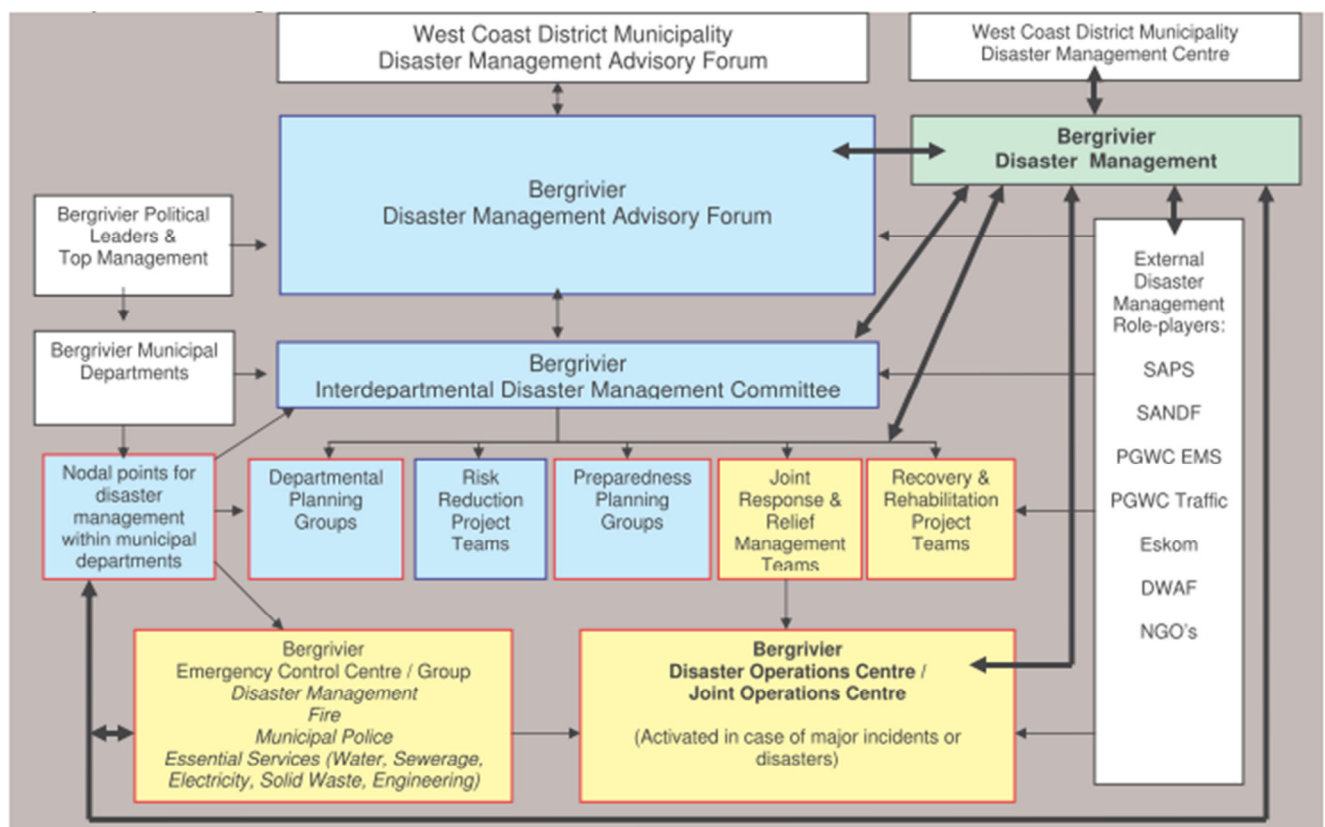 West Coast District Municipality
Disaster Management Advisory Forum
West Coast District Municipality
Disaster Management Centre
Bergrivier
Disaster Management
Bergrivier
Disaster Management Advisory Forum
Bergrivier Political
Leaders &
Top Management
Bergrivier Municipal
Departments
Bergrivier
Interdepartmental Disaster Management Committee
External
Disaster
Management
Role-players:
SAPS
SANDF
PGWC EMS
PGWC Traffic
Eskom
DWAF
NGO's
Nodal points for
disaster
management
within municipal
departments
Departmental
Planning
Groups
Risk
Reduction
Project
Teams
Preparedness
Planning
Groups
Joint
Response &
Relief
Management
Teams
Recovery &
Rehabilitation
Project
Teams
Bergrivier
Emergency Control Centre / Group
Disaster Management
Fire
Municipal Police
Essential Services (Water, Sewerage,
Electricity, Solid Waste, Engineering)
Bergrivier
Disaster Operations Centre /
Joint Operations Centre
(Activated in case of major incidents or
disasters)